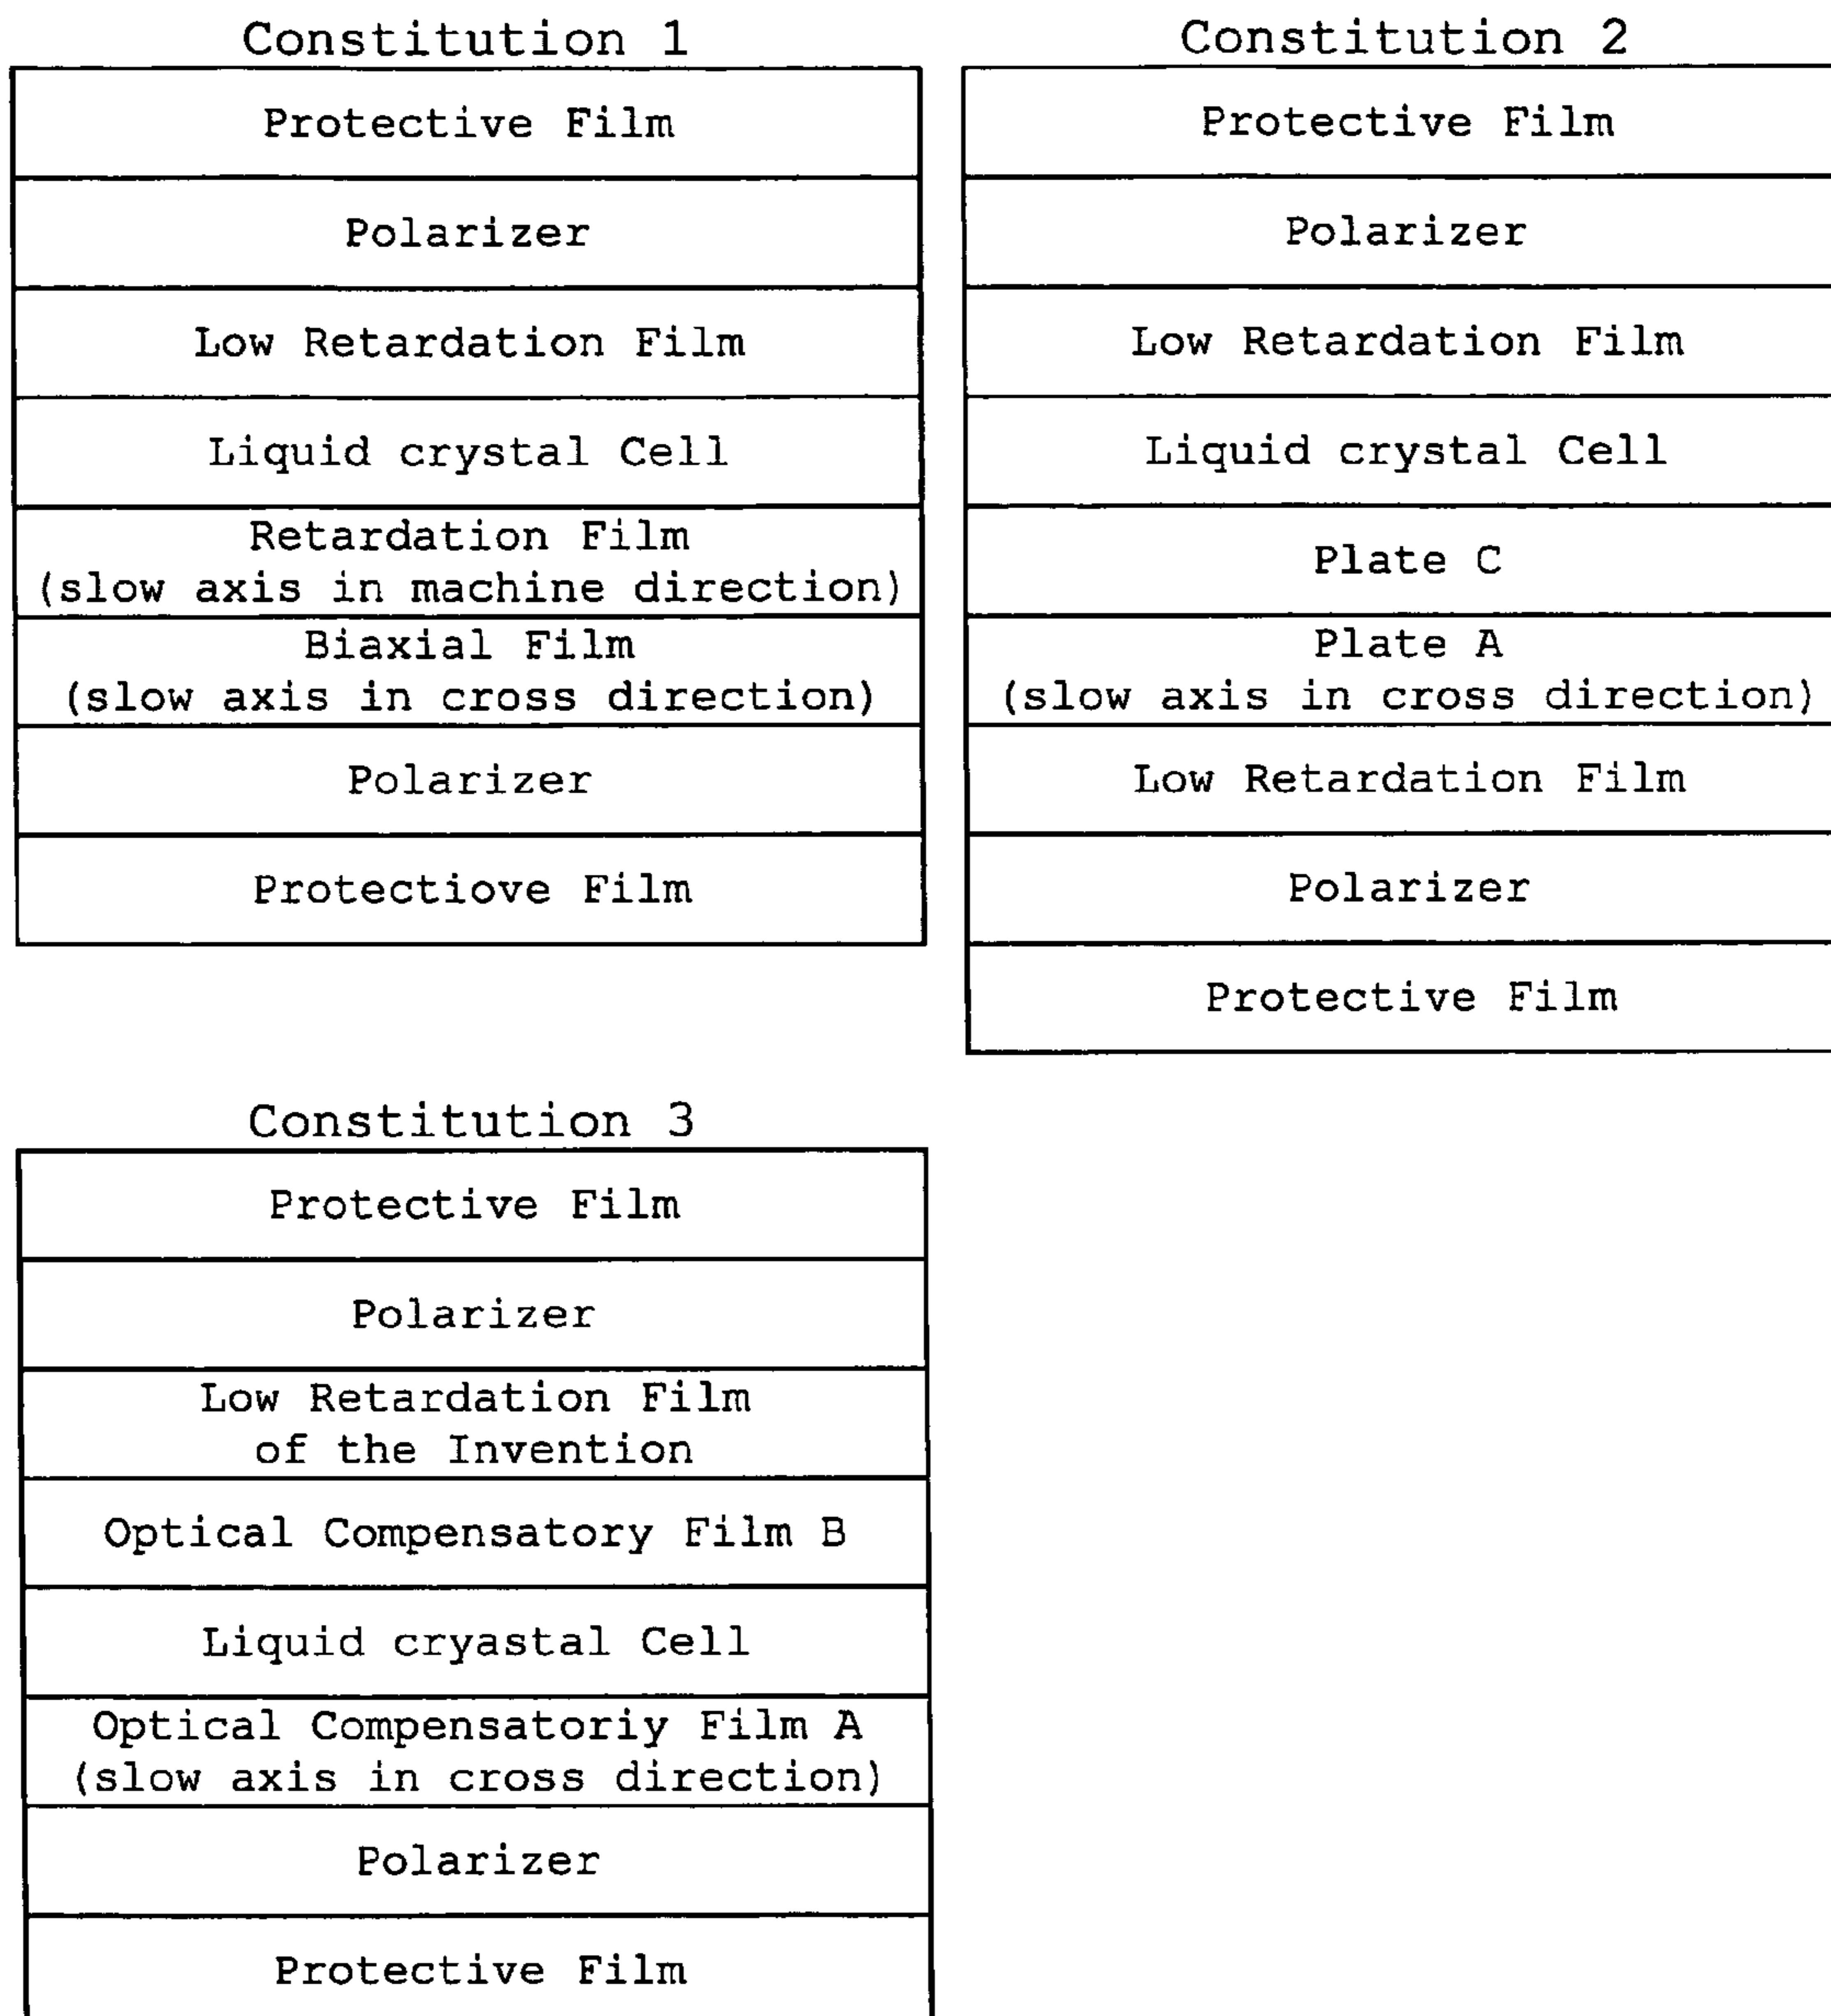 Constitution 1
Protective Film
Polarizer
Low Retardation Film
Liquid crystal Cell
Retardation Film
(slow axis in machine direction)
Biaxial Film
(slow axis in cross direction)
Polarizer
Protectiove Film
Constitution 2
Protective Film
Polarizer
Low Retardation Film
Liquid crystal Cell
Plate C
Plate A
(slow axis in cross direction)
Low Retardation Film
Polarizer
Protective Film
Constitution 3
Protective Film
Polarizer
Low Retardation Film
of the Invention
Optical Compensatory Film B
Liquid cryastal Cell
Optical Compensatoriy Film A
(slow axis in cross direction)
Polarizer
Protective Film